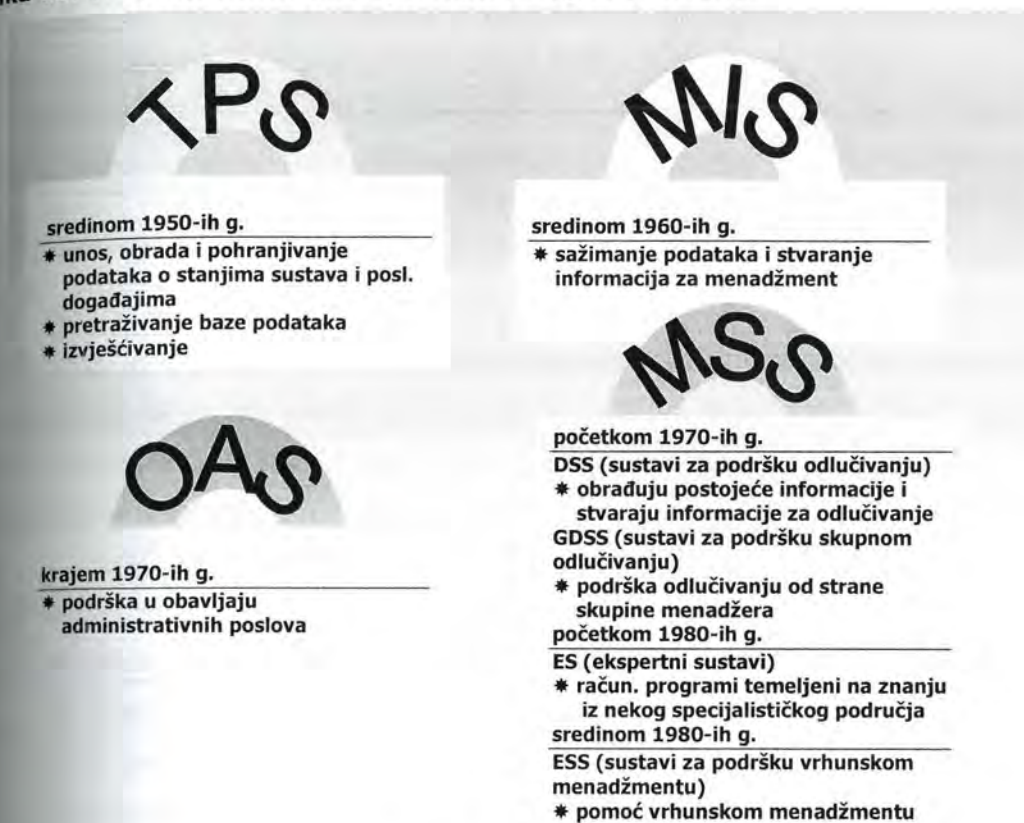 TPS
sredinom 1950-ih g.
* unos, obrada i pohranjivanje
podataka o stanjima sustava i posl.
događajima
* pretraživanje baze podataka
* izvješćivanje
OAS
krajem 1970-ih g.
* podrška u obavljaju
administrativnih poslova
MIS
sredinom 1960-ih g.
* sažimanje podataka i stvaranje
informacija za menadžment
MSS
početkom 1970-ih g.
DSS (sustavi za podršku odlučivanju)
* obrađuju postojeće informacije i
stvaraju informacije za odlučivanje
GDSS (sustavi za podršku skupnom
odlučivanju)
* podrška odlučivanju od strane
skupine menadžera
početkom 1980-ih g.
ES (ekspertni sustavi)
* račun. programi temeljeni na znanju
iz nekog specijalističkog područja
sredinom 1980-ih g.
ESS (sustavi za podršku vrhunskom
menadžmentu)
* pomoć vrhunskom menadžmentu